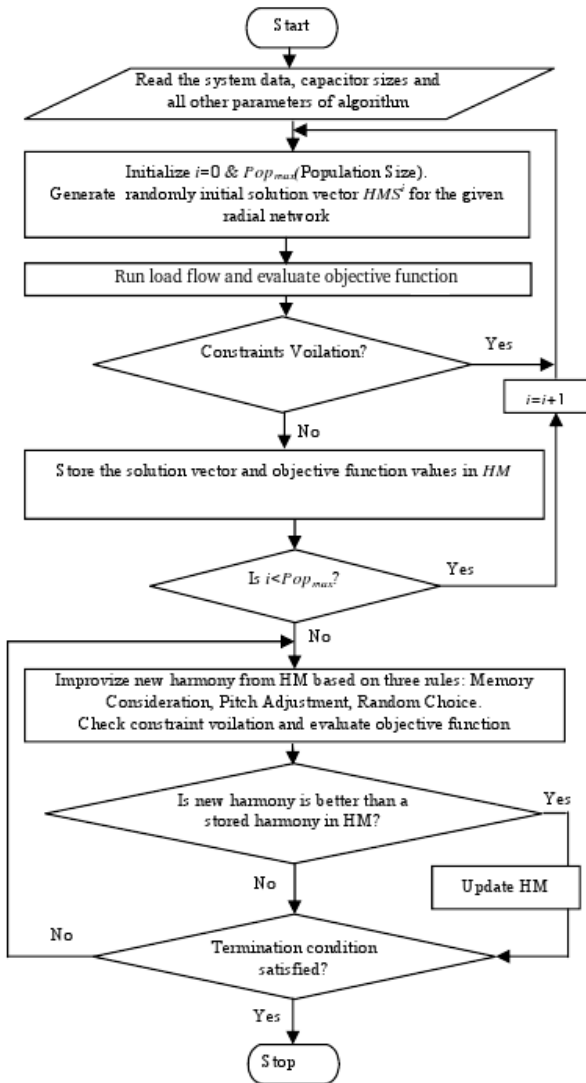 Start
Read the system data, capacitor sizes and
all other parameters of algorithm
Initialize i=0 & Pop_max(Population Size).
Generate randomly initial solution vector HMS^i for the given
radial network
Run load flow and evaluate objective function
Constraints Voilation?
Yes
i=i+1
No
Store the solution vector and objective function values in HM
Is i<Pop_max?
Yes
No
Improvize new harmony from HM based on three rules: Memory
Consideration, Pitch Adjustment, Random Choice.
Check constraint voilation and evaluate objective function
Is new harmony is better than a
stored harmony in HM?
Yes
Update HM
No
No
Termination condition
satisfied?
Yes
Stop